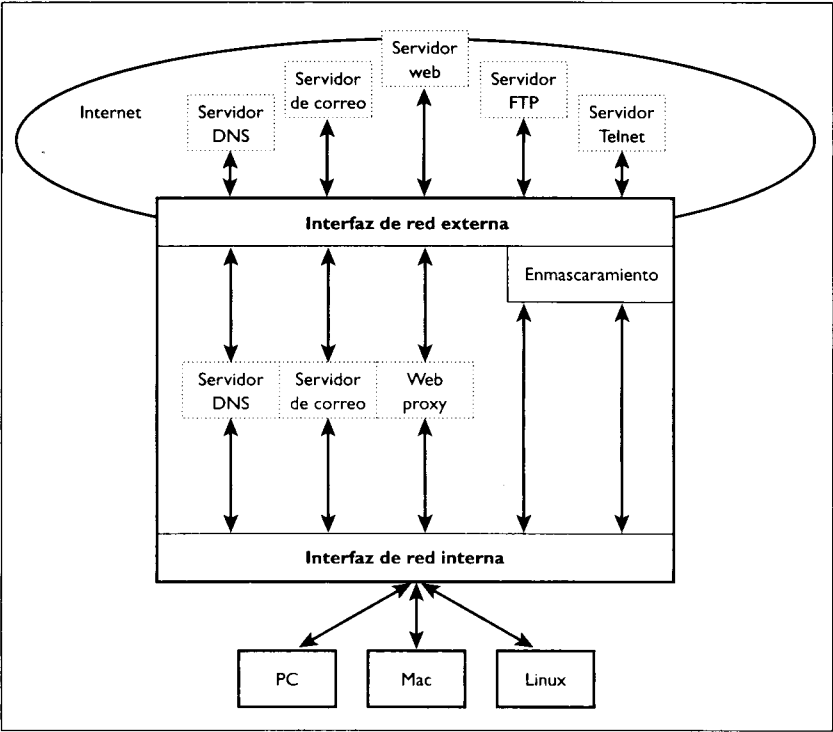 Servidor
web
Servidor
de correo
Servidor
FTP
Internet
Servidor
DNS
Servidor
Telnet
Interfaz de red externa
Enmascaramiento
Servidor
DNS
Servidor
de correo
Web
proxy
Interfaz de red interna
PC
Mac
Linux